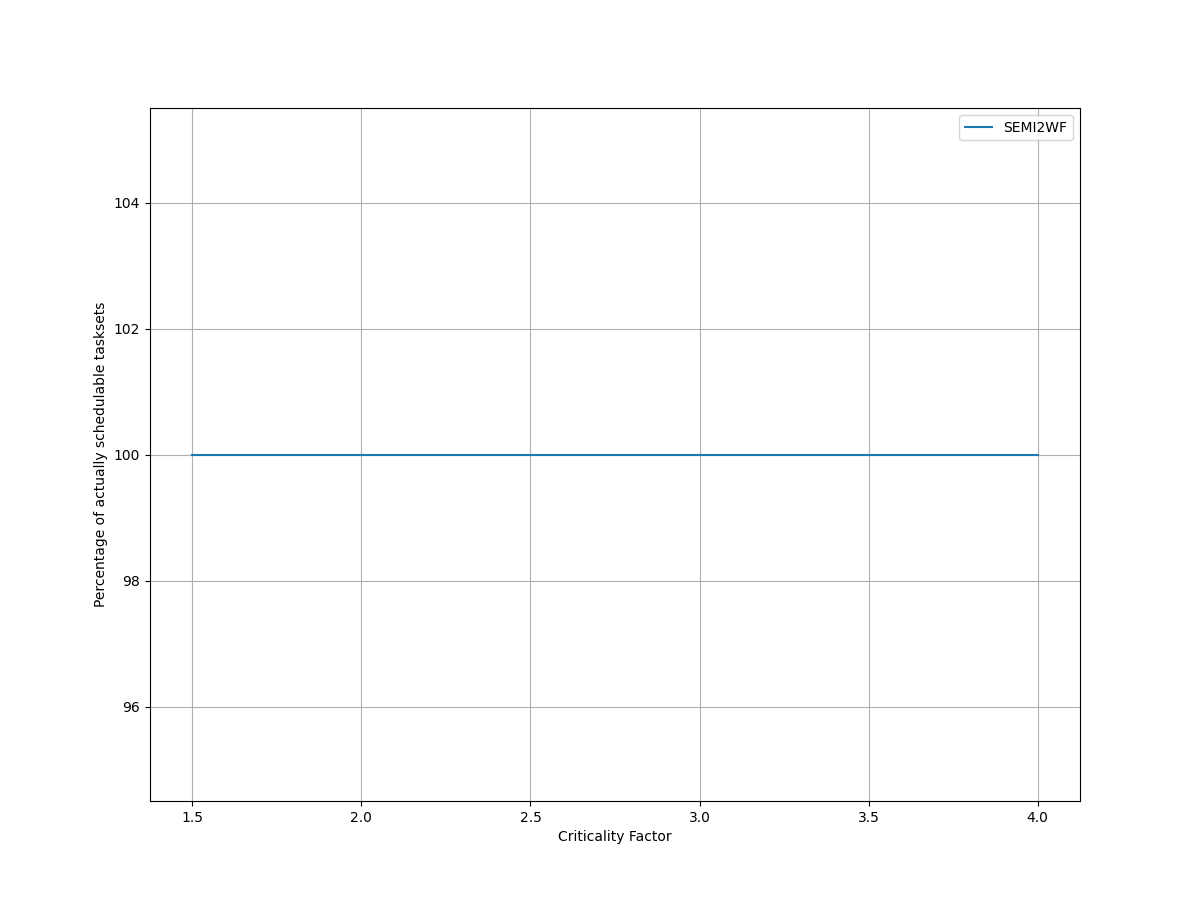 SEMI2WF
104
102
100
98
96
Percentage of actually schedulable tasksets
1.5 2.0 2.5 3.0 3.5 4.0
Criticality Factor